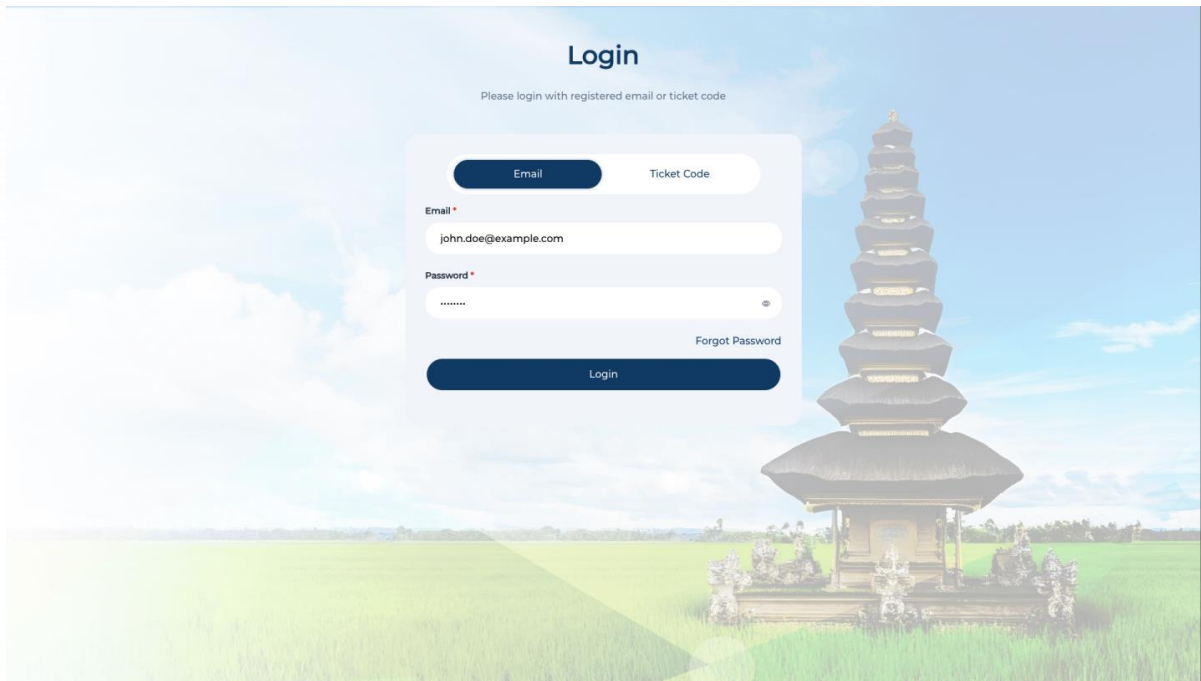 Login
Please login with registered email or ticket code
Email Ticket Code
Email *
john.doe@example.com
Password *
••••••••
Forgot Password
Login